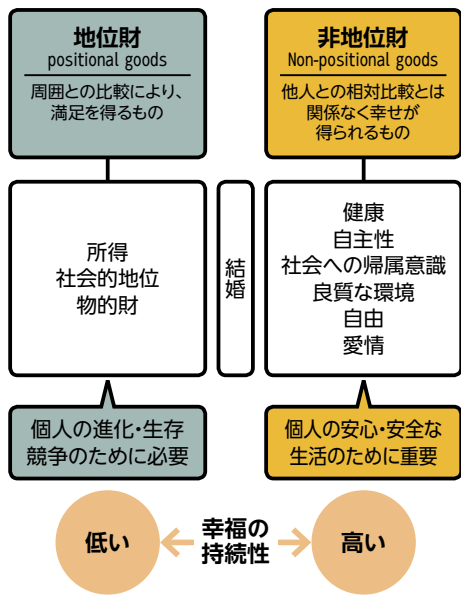 地位財
positional goods
周囲との比較により、
満足を得るもの
非地位財
Non-positional goods
他人との相対比較とは
関係なく幸せが
得られるもの
所得
社会的地位
物的財
結婚
健康
自主性
社会への帰属意識
良質な環境
自由
愛情
個人の進化・生存
競争のために必要
個人の安心・安全な
生活のために重要
低い
幸福の
持続性
高い